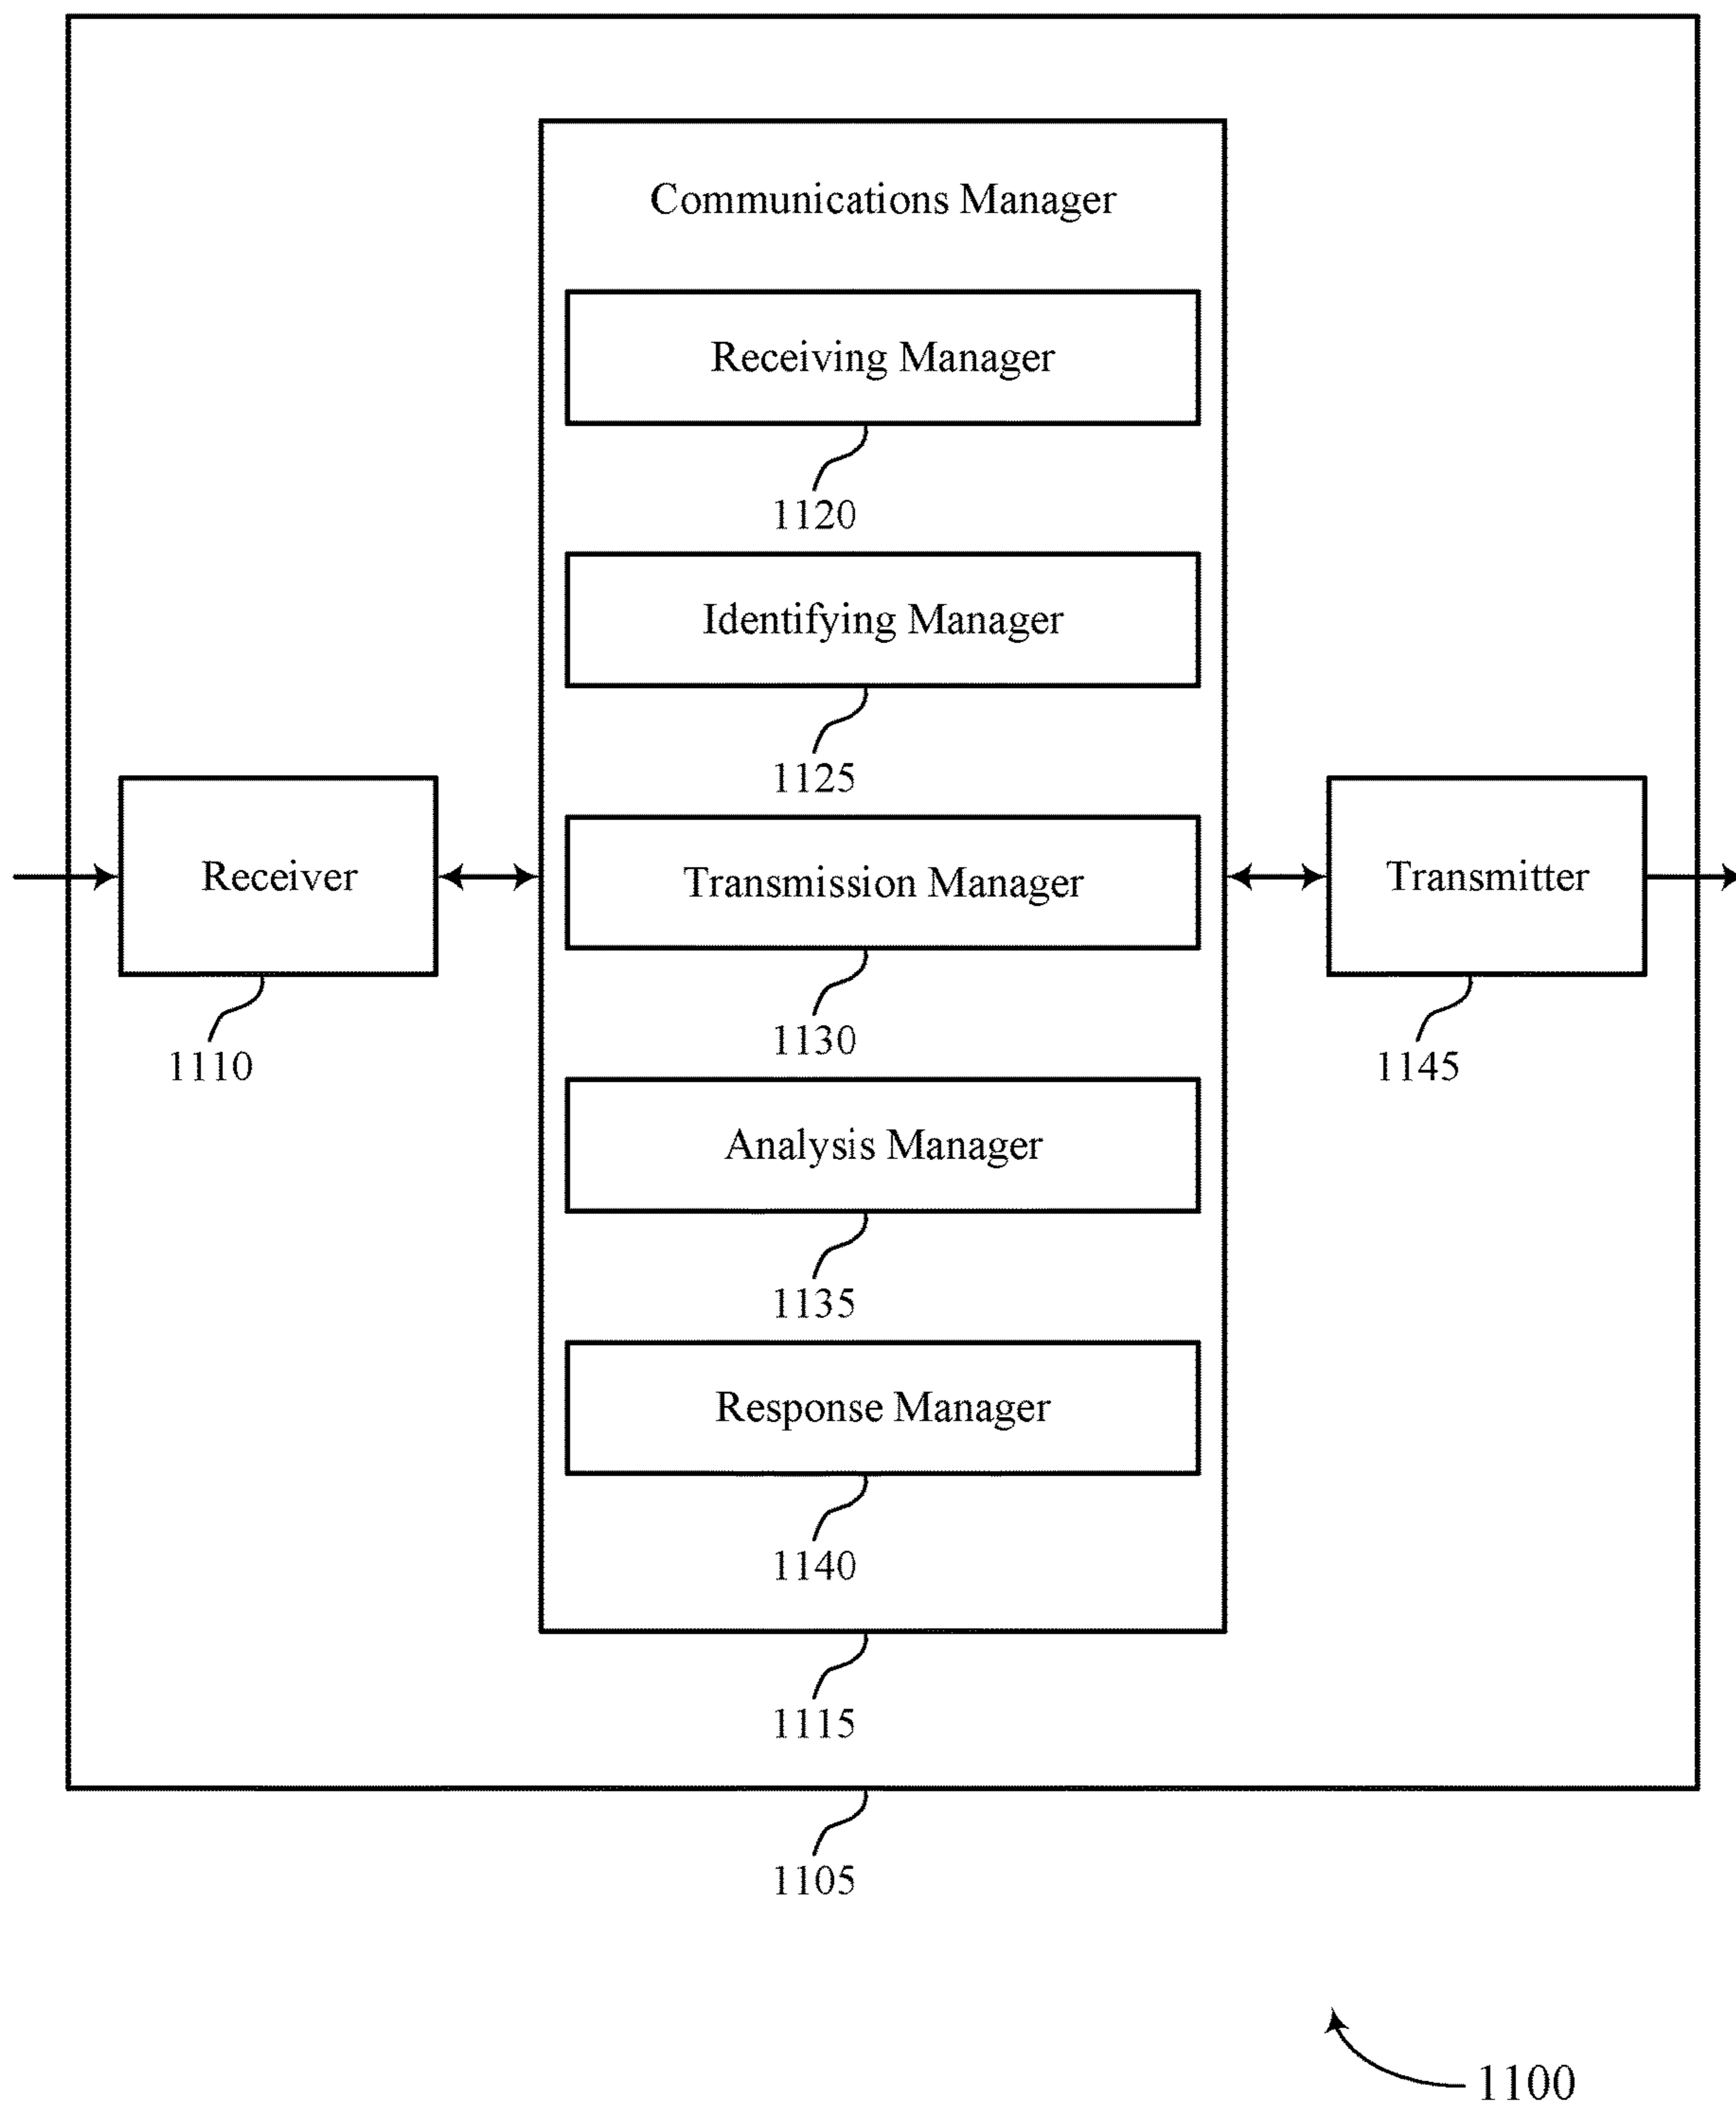 Communications Manager
Receiving Manager
1120
Identifying Manager
1125
Receiver
1110
Transmission Manager
1130
Transmitter
1145
Analysis Manager
1135
Response Manager
1140
1115
1105
1100